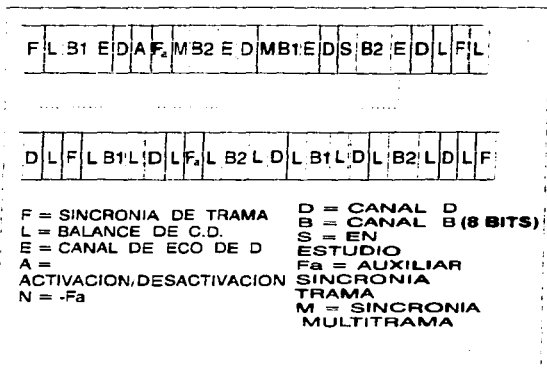 F L B1 E D A Fa M B2 E D M B1 E D S B2 E D L F L
D L F L B1 L D L Fa L B2 L D L B1 L D L B2 L D L F
F = SINCRONIA DE TRAMA
L = BALANCE DE C.D.
E = CANAL DE ECO DE D
A =
ACTIVACION/DESACTIVACION
N = -Fa
D = CANAL D
B = CANAL B (8 BITS)
S = EN
ESTUDIO
Fa = AUXILIAR
SINCRONIA
TRAMA
M = SINCRONIA
MULTITRAMA